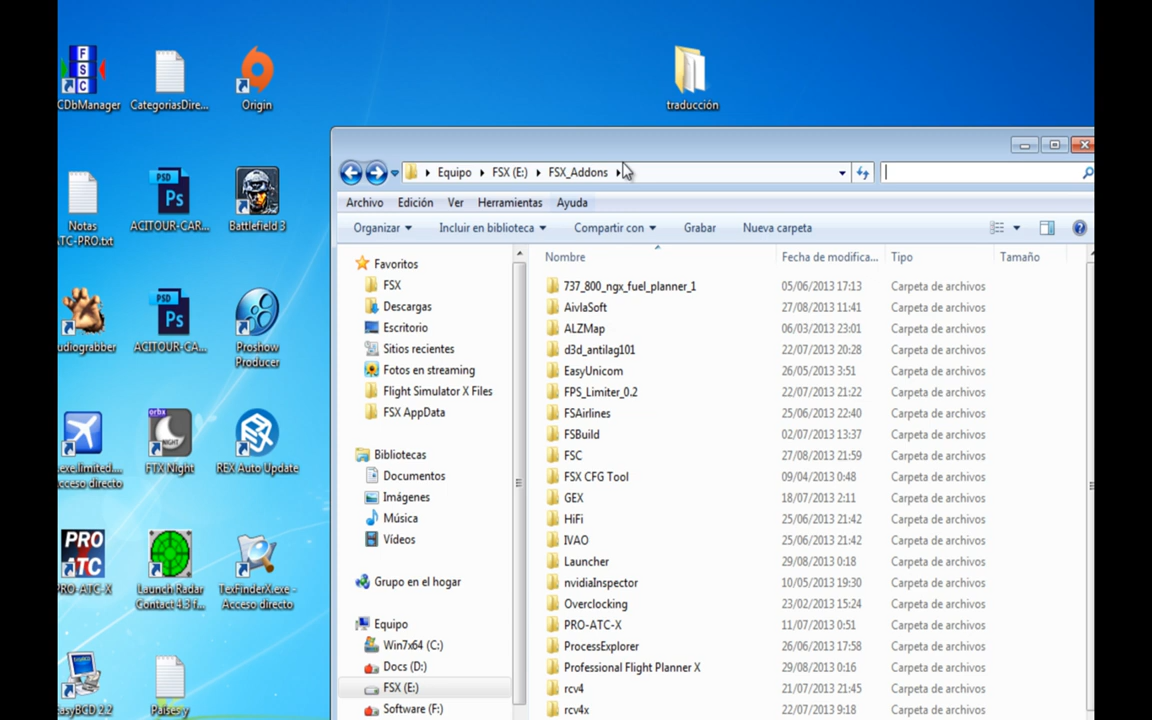 CDbManager
CategoriasDire...
Origin
traducción
Notas
ATC-PRO.txt
PSD
Ps
ACITOUR-CAR...
Battlefield 3
udiograbber
PSD
Ps
ACITOUR-CA...
Proshow
Producer
.exe.limited....
cceso directo
orbx
NIGHT
FTX Night
REX Auto Update
PRO
ATC
PRO-ATC-X
Launch Radar
Contact 4.3 f...
TexFinderX.exe -
Acceso directo
EasyBCD 2.2
Países y
Equipo
FSX (E:)
FSX_Addons
Archivo
Edición
Ver
Herramientas
Ayuda
Organizar
Incluir en biblioteca
Compartir con
Grabar
Nueva carpeta
Favoritos
FSX
Descargas
Escritorio
Sitios recientes
Fotos en streaming
Flight Simulator X Files
FSX AppData
Bibliotecas
Documentos
Imágenes
Música
Vídeos
Grupo en el hogar
Equipo
Win7x64 (C:)
Docs (D:)
FSX (E:)
Software (F:)
Nombre Fecha de modifica... Tipo Tamaño
737_800_ngx_fuel_planner_1 05/06/2013 17:13 Carpeta de archivos
AivlaSoft 27/08/2013 11:41 Carpeta de archivos
ALZMap 06/03/2013 23:01 Carpeta de archivos
d3d_antilag101 22/07/2013 20:28 Carpeta de archivos
EasyUnicom 26/05/2013 3:51 Carpeta de archivos
FPS_Limiter_0.2 22/07/2013 21:22 Carpeta de archivos
FSAirlines 25/06/2013 22:40 Carpeta de archivos
FSBuild 02/07/2013 13:37 Carpeta de archivos
FSC 27/08/2013 21:59 Carpeta de archivos
FSX CFG Tool 09/04/2013 0:48 Carpeta de archivos
GEX 18/07/2013 2:11 Carpeta de archivos
HiFi 25/06/2013 21:42 Carpeta de archivos
IVAO 25/06/2013 21:42 Carpeta de archivos
Launcher 29/08/2013 0:18 Carpeta de archivos
nvidiaInspector 10/05/2013 19:30 Carpeta de archivos
Overclocking 23/02/2013 15:24 Carpeta de archivos
PRO-ATC-X 11/07/2013 0:51 Carpeta de archivos
ProcessExplorer 26/06/2013 17:58 Carpeta de archivos
Professional Flight Planner X 29/08/2013 0:16 Carpeta de archivos
rcv4 21/07/2013 21:45 Carpeta de archivos
rcv4x 22/07/2013 9:18 Carpeta de archivos